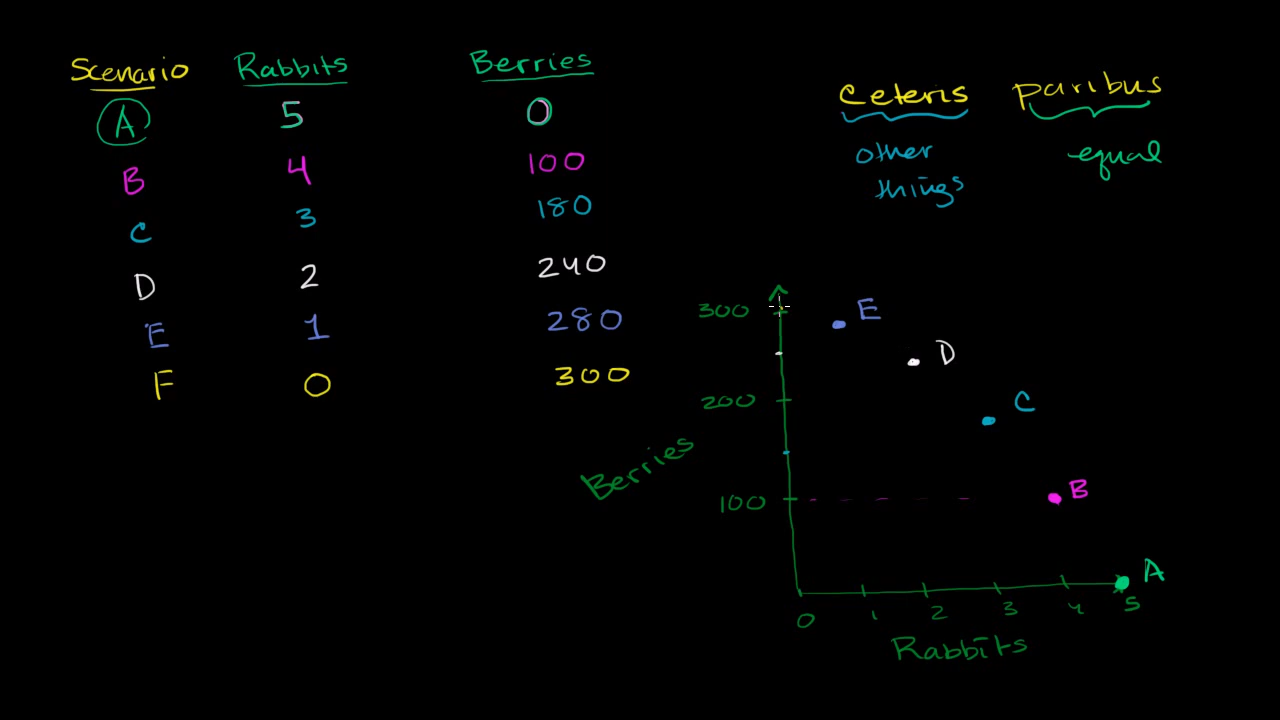 Scenario Rabbits Berries
A 5 0
B 4 100
C 3 180
D 2 240
E 1 280
F 0 300
Ceteris paribus
other equal
things
300 E
D
200 C
Berries
100 B
A
0 1 2 3 4 5
Rabbits